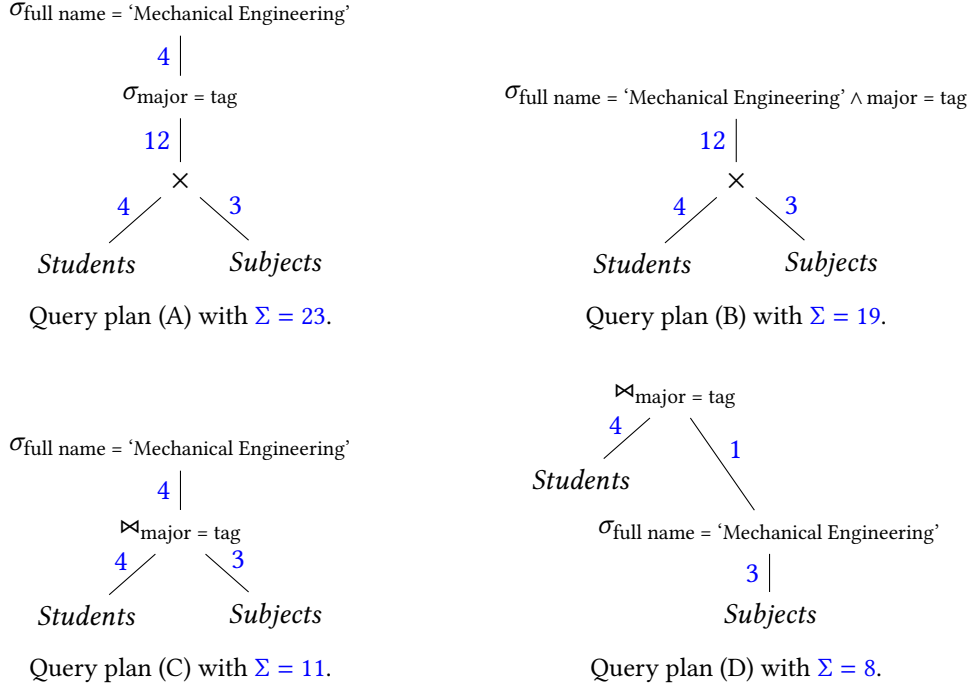 σfull name = ‘Mechanical Engineering’
4
σmajor = tag
12
×
4 3
Students Subjects
Query plan (A) with Σ = 23.
σfull name = ‘Mechanical Engineering’ ∧ major = tag
12
×
4 3
Students Subjects
Query plan (B) with Σ = 19.
σfull name = ‘Mechanical Engineering’
4
⋈major = tag
4 3
Students Subjects
Query plan (C) with Σ = 11.
⋈major = tag
4 1
Students
σfull name = ‘Mechanical Engineering’
3
Subjects
Query plan (D) with Σ = 8.